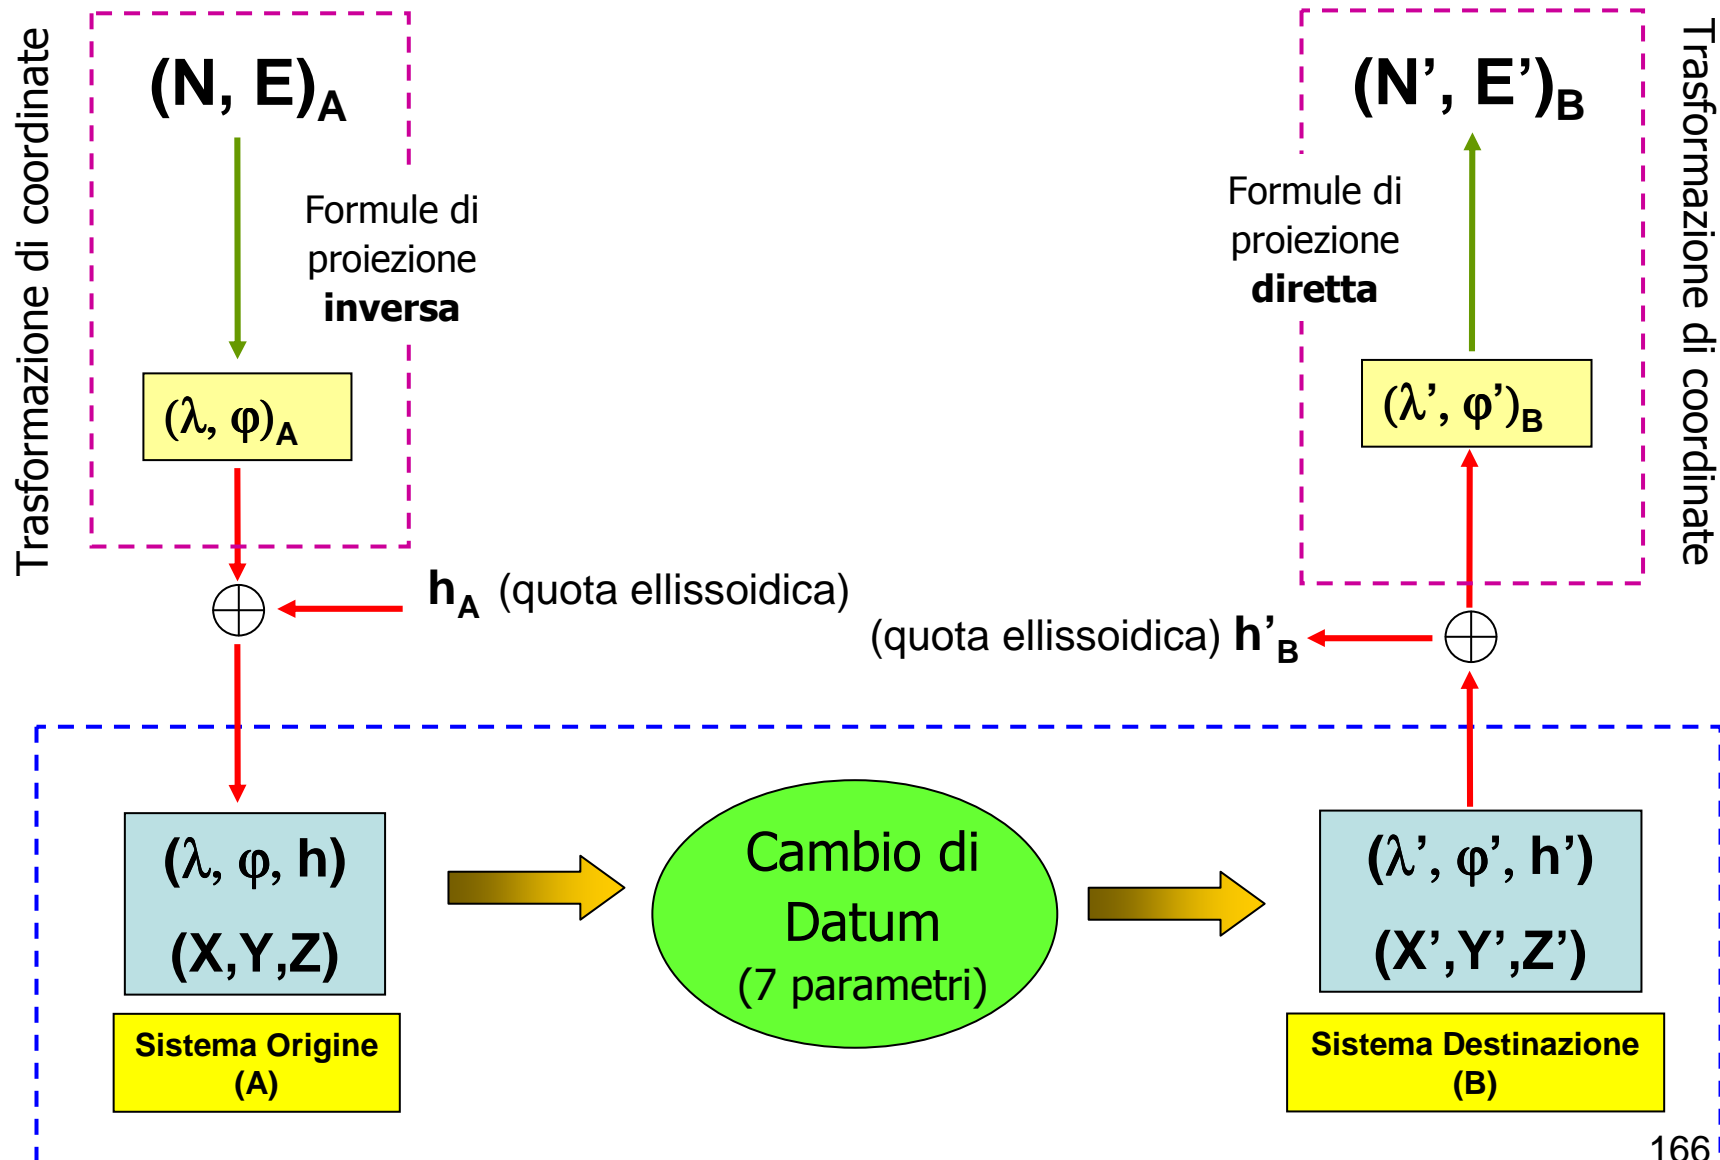 Trasformazione di coordinate
(N, E)A
Formule di
proiezione
inversa
(λ, φ)A
hA (quota ellissoidica)
(N’, E’)B
Formule di
proiezione
diretta
(λ’, φ’)B
Trasformazione di coordinate
(quota ellissoidica) h’B
(λ, φ, h)
(X,Y,Z)
Sistema Origine
(A)
Cambio di
Datum
(7 parametri)
(λ’, φ’, h’)
(X’,Y’,Z’)
Sistema Destinazione
(B)
166